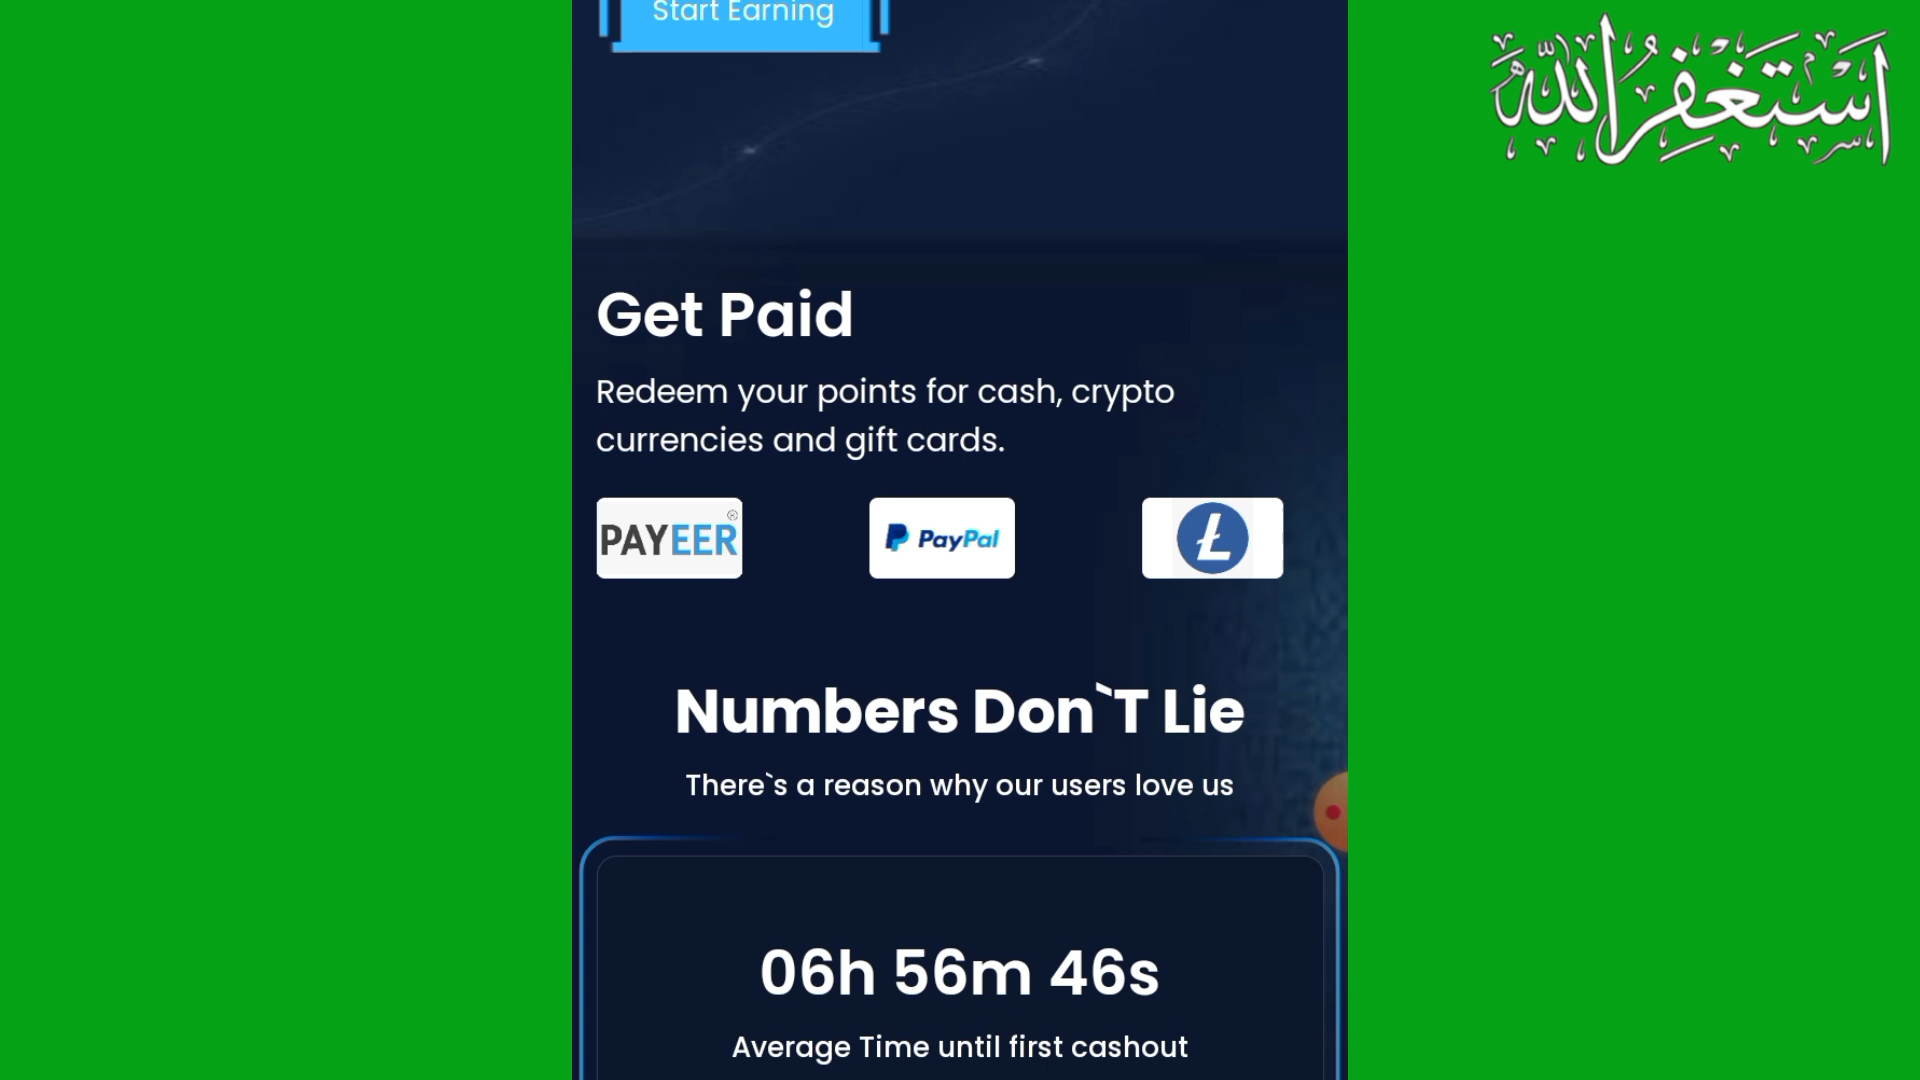 Start Earning
أستغفر الله
Get Paid
Redeem your points for cash, crypto
currencies and gift cards.
PAYEER®
PayPal
Numbers Don`T Lie
There`s a reason why our users love us
06h 56m 46s
Average Time until first cashout